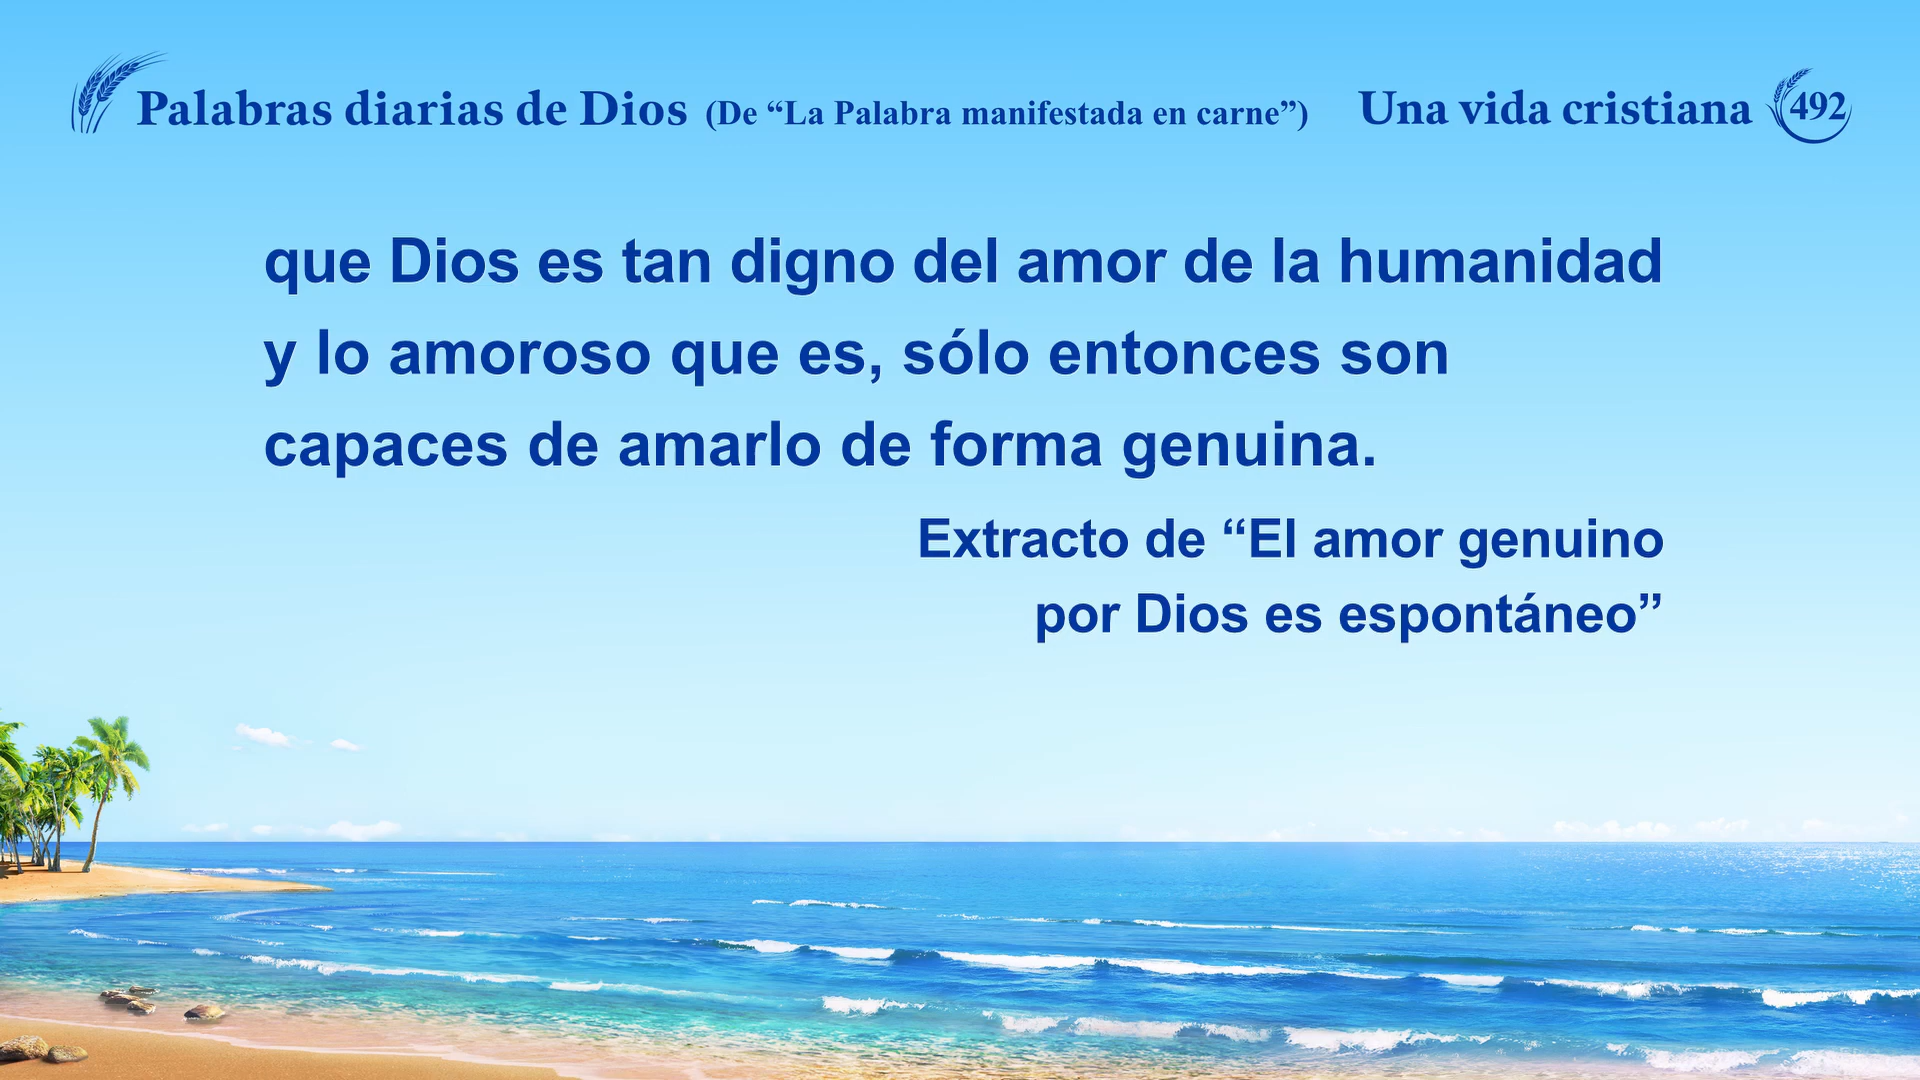 Palabras diarias de Dios (De “La Palabra manifestada en carne”) Una vida cristiana 492
que Dios es tan digno del amor de la humanidad
y lo amoroso que es, sólo entonces son
capaces de amarlo de forma genuina.
Extracto de “El amor genuino
por Dios es espontáneo”